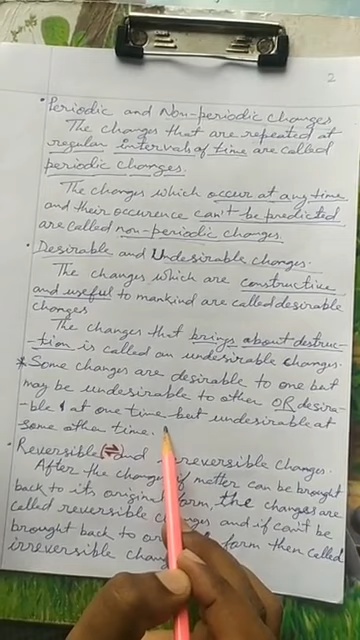 2
• Periodic and Non-periodic Changes
The changes that are repeated at
regular intervals of time are called
periodic changes.
The changes which occur at any time
and their occurence can't be predicted
are called non-periodic changes.
• Desirable and Undesirable changes.
The changes which are constructive
and useful to mankind are called desirable
changes
The changes that brings about destruc-
-tion is called an undesirable changes.
* Some changes are desirable to one but
may be undesirable to other OR desira-
-ble at one time but undesirable at
some other time.
• Reversible (⇌) and Irreversible Changes.
After the change if matter can be brought
back to its original form, the changes are
called reversible changes and if can't be
brought back to form then called
irreversible